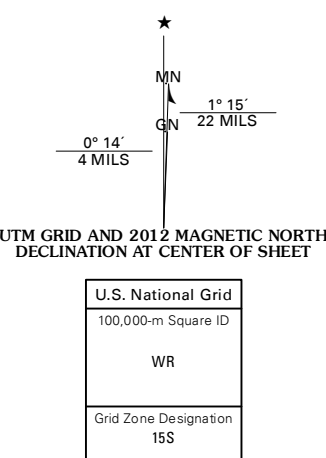 ★
MN
1° 15´
22 MILS
GN
0° 14´
4 MILS
UTM GRID AND 2012 MAGNETIC NORTH
DECLINATION AT CENTER OF SHEET
U.S. National Grid
100,000-m Square ID
WR
Grid Zone Designation
15S